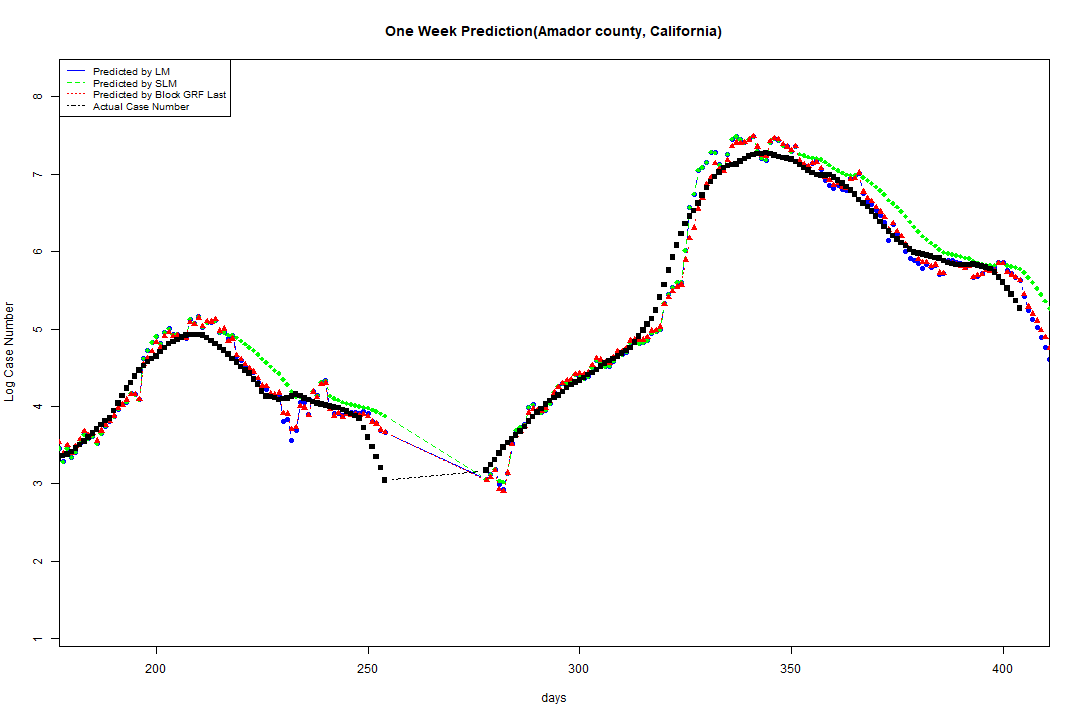 One Week Prediction(Amador county, California)
Predicted by LM
Predicted by SLM
Predicted by Block GRF Last
Actual Case Number
Log Case Number
8
7
6
5
4
3
2
1
200 250 300 350 400
days